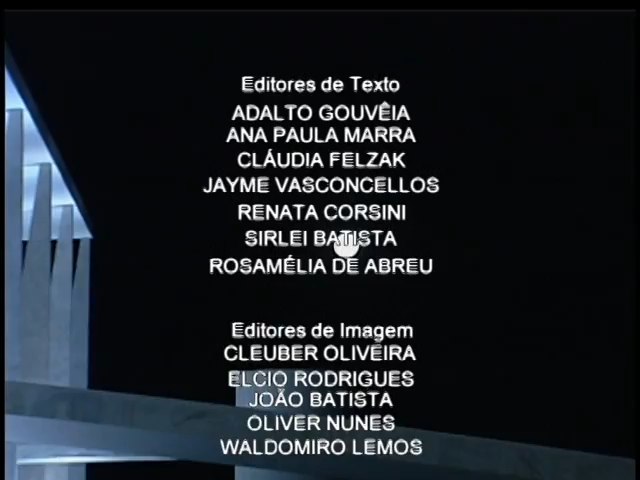 Editores de Texto
ADALTO GOUVÊIA
ANA PAULA MARRA
CLÁUDIA FELZAK
JAYME VASCONCELLOS
RENATA CORSINI
SIRLEI BATISTA
ROSAMÉLIA DE ABREU
Editores de Imagem
CLEUBER OLIVEIRA
ELCIO RODRIGUES
JOÃO BATISTA
OLIVER NUNES
WALDOMIRO LEMOS